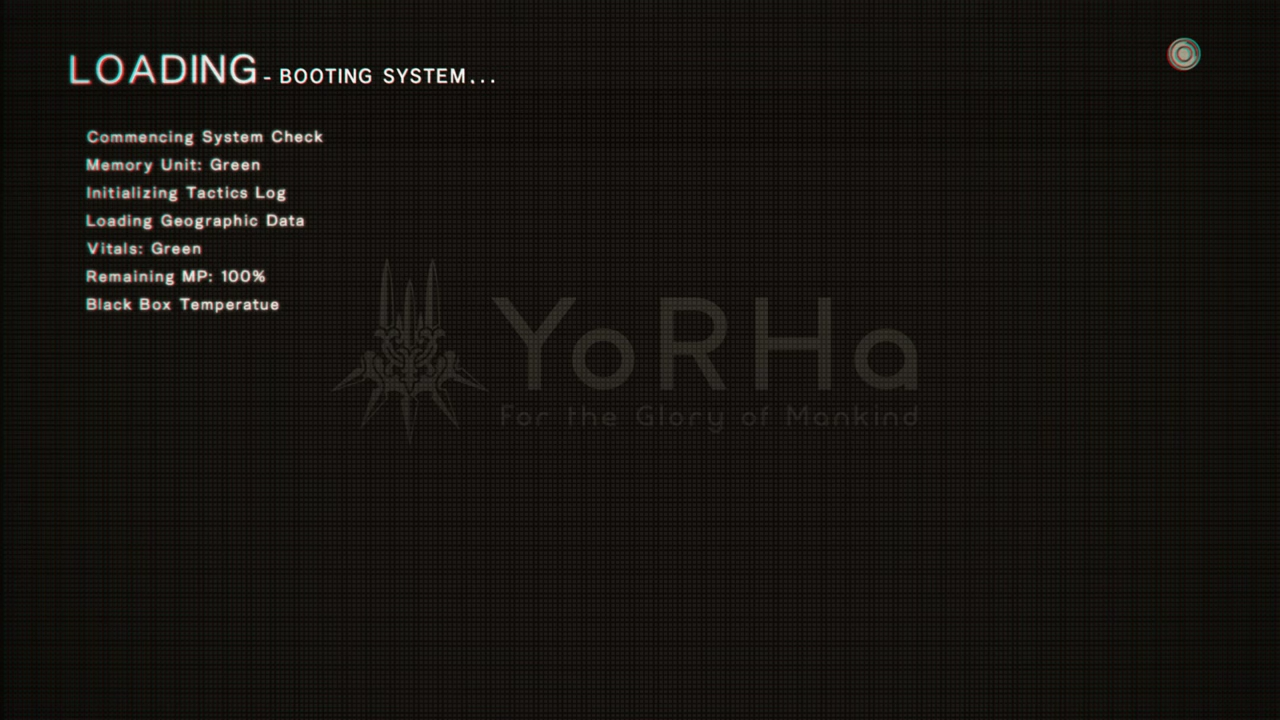 LOADING - BOOTING SYSTEM...
Commencing System Check
Memory Unit: Green
Initializing Tactics Log
Loading Geographic Data
Vitals: Green
Remaining MP: 100%
Black Box Temperatue
YoRHa
For the Glory of Mankind